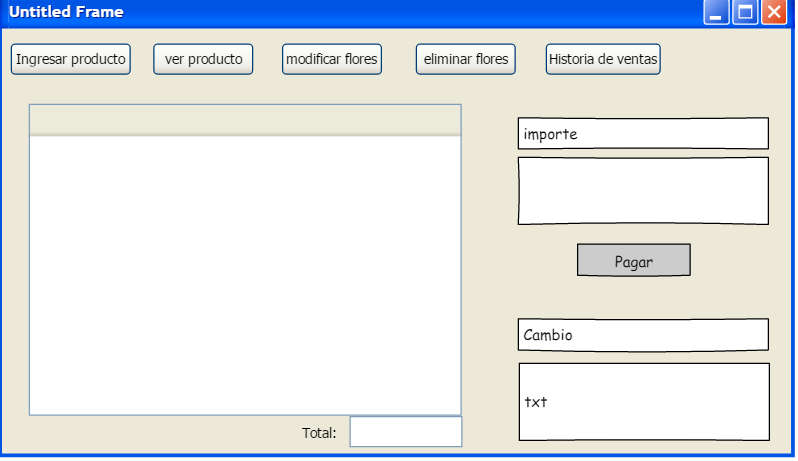 Untitled Frame
Ingresar producto
ver producto
modificar flores
eliminar flores
Historia de ventas
importe
Pagar
Cambio
txt
Total: